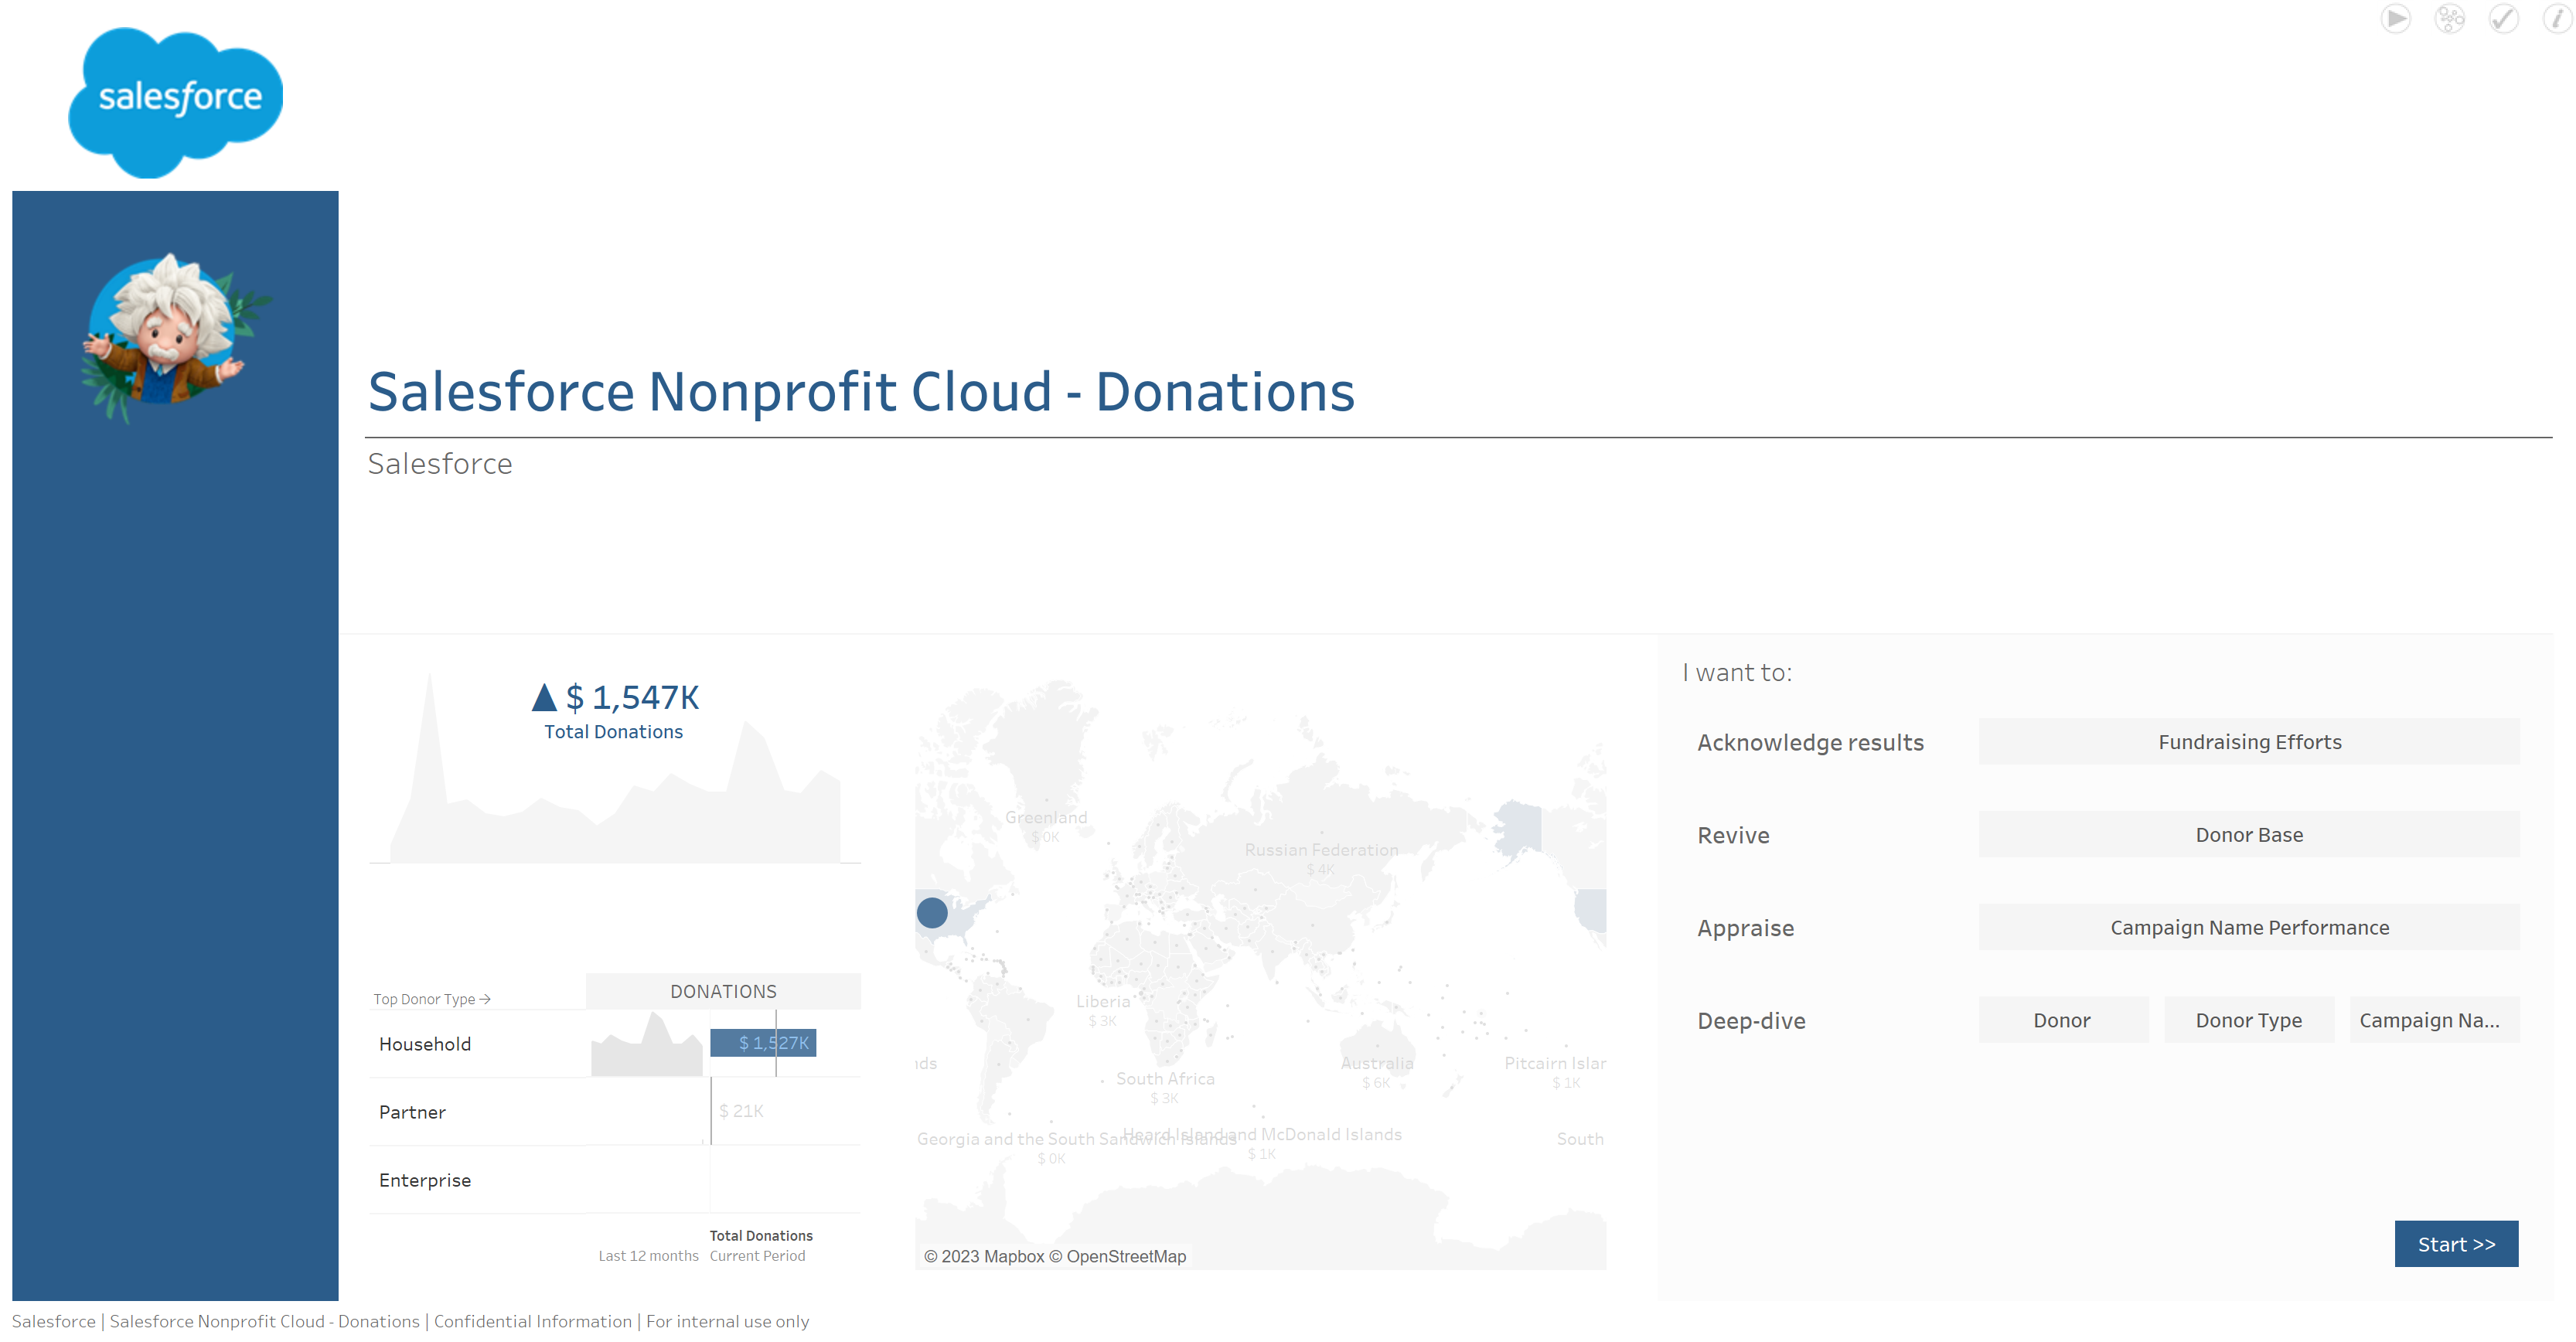 salesforce
Salesforce Nonprofit Cloud - Donations
Salesforce
▲ $ 1,547K
Total Donations
Top Donor Type →
DONATIONS
Household
$ 1,527K
Partner
$ 21K
Enterprise
Total Donations
Last 12 months
Current Period
Greenland
$ 0K
Russian Federation
$ 4K
Liberia
$ 3K
nds
South Africa
$ 3K
Australia
$ 6K
Pitcairn Islar
$ 1K
Georgia and the South Sandwich Islands
$ 0K
Heard Island and McDonald Islands
$ 1K
South
© 2023 Mapbox © OpenStreetMap
I want to:
Acknowledge results
Fundraising Efforts
Revive
Donor Base
Appraise
Campaign Name Performance
Deep-dive
Donor
Donor Type
Campaign Na...
Start >>
Salesforce | Salesforce Nonprofit Cloud - Donations | Confidential Information | For internal use only